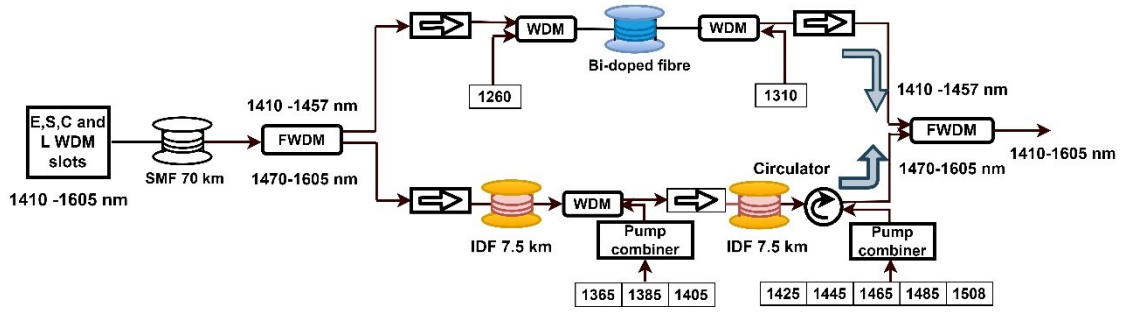 WDM
WDM
Bi-doped fibre
1260
1310
1410 -1457 nm
1410 -1457 nm
E,S,C and
L WDM
slots
SMF 70 km
FWDM
FWDM
1410 -1605 nm
1470-1605 nm
1470-1605 nm
1410-1605 nm
Circulator
WDM
IDF 7.5 km
IDF 7.5 km
Pump
combiner
Pump
combiner
1365 1385 1405
1425 1445 1465 1485 1508